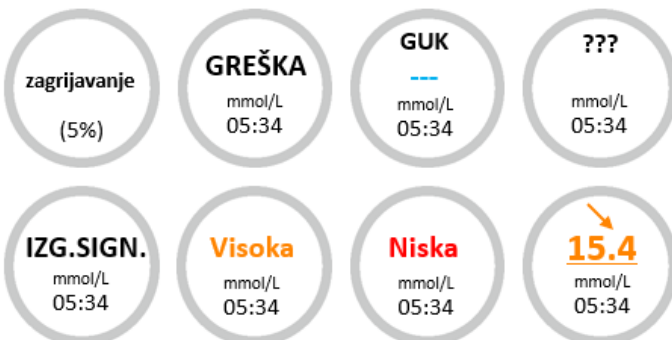 zagrijavanje
(5%)
GREŠKA
mmol/L
05:34
GUK
---
mmol/L
05:34
???
mmol/L
05:34
IZG.SIGN.
mmol/L
05:34
Visoka
mmol/L
05:34
Niska
mmol/L
05:34
15.4
mmol/L
05:34